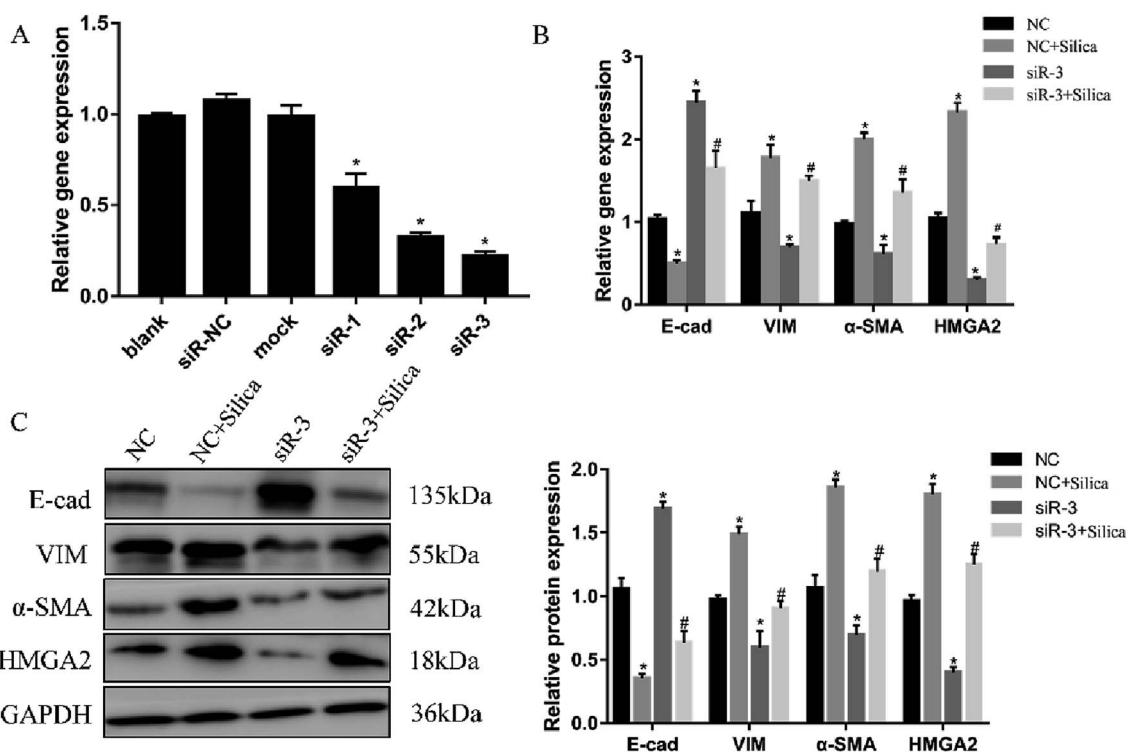 A
Relative gene expression
1.5
1.0
0.5
0.0
blank
siR-NC
mock
siR-1
siR-2
siR-3
*
*
*
B
NC
NC+Silica
siR-3
siR-3+Silica
Relative gene expression
3
2
1
0
*
*
#
*
*
#
*
*
#
*
*
#
E-cad
VIM
α-SMA
HMGA2
C
NC
NC+Silica
siR-3
siR-3+Silica
E-cad 135kDa
VIM 55kDa
α-SMA 42kDa
HMGA2 18kDa
GAPDH 36kDa
NC
NC+Silica
siR-3
siR-3+Silica
Relative protein expression
2.0
1.5
1.0
0.5
0.0
*
*
#
*
*
#
*
*
#
*
*
#
E-cad
VIM
α-SMA
HMGA2